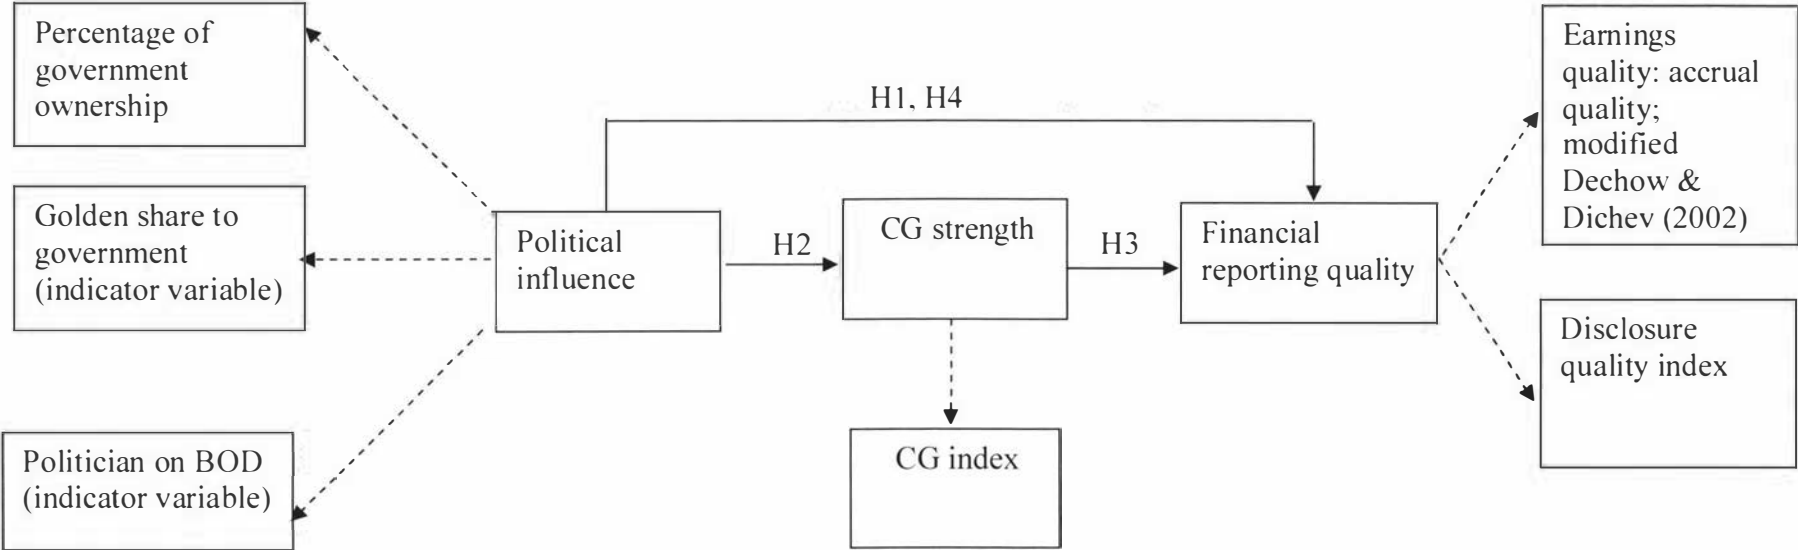 Percentage of
government
ownership
Golden share to
government
(indicator variable)
Politician on BOD
(indicator variable)
Political
influence
H1, H4
H2
CG strength
H3
CG index
Financial
reporting quality
Earnings
quality: accrual
quality;
modified
Dechow &
Dichev (2002)
Disclosure
quality index